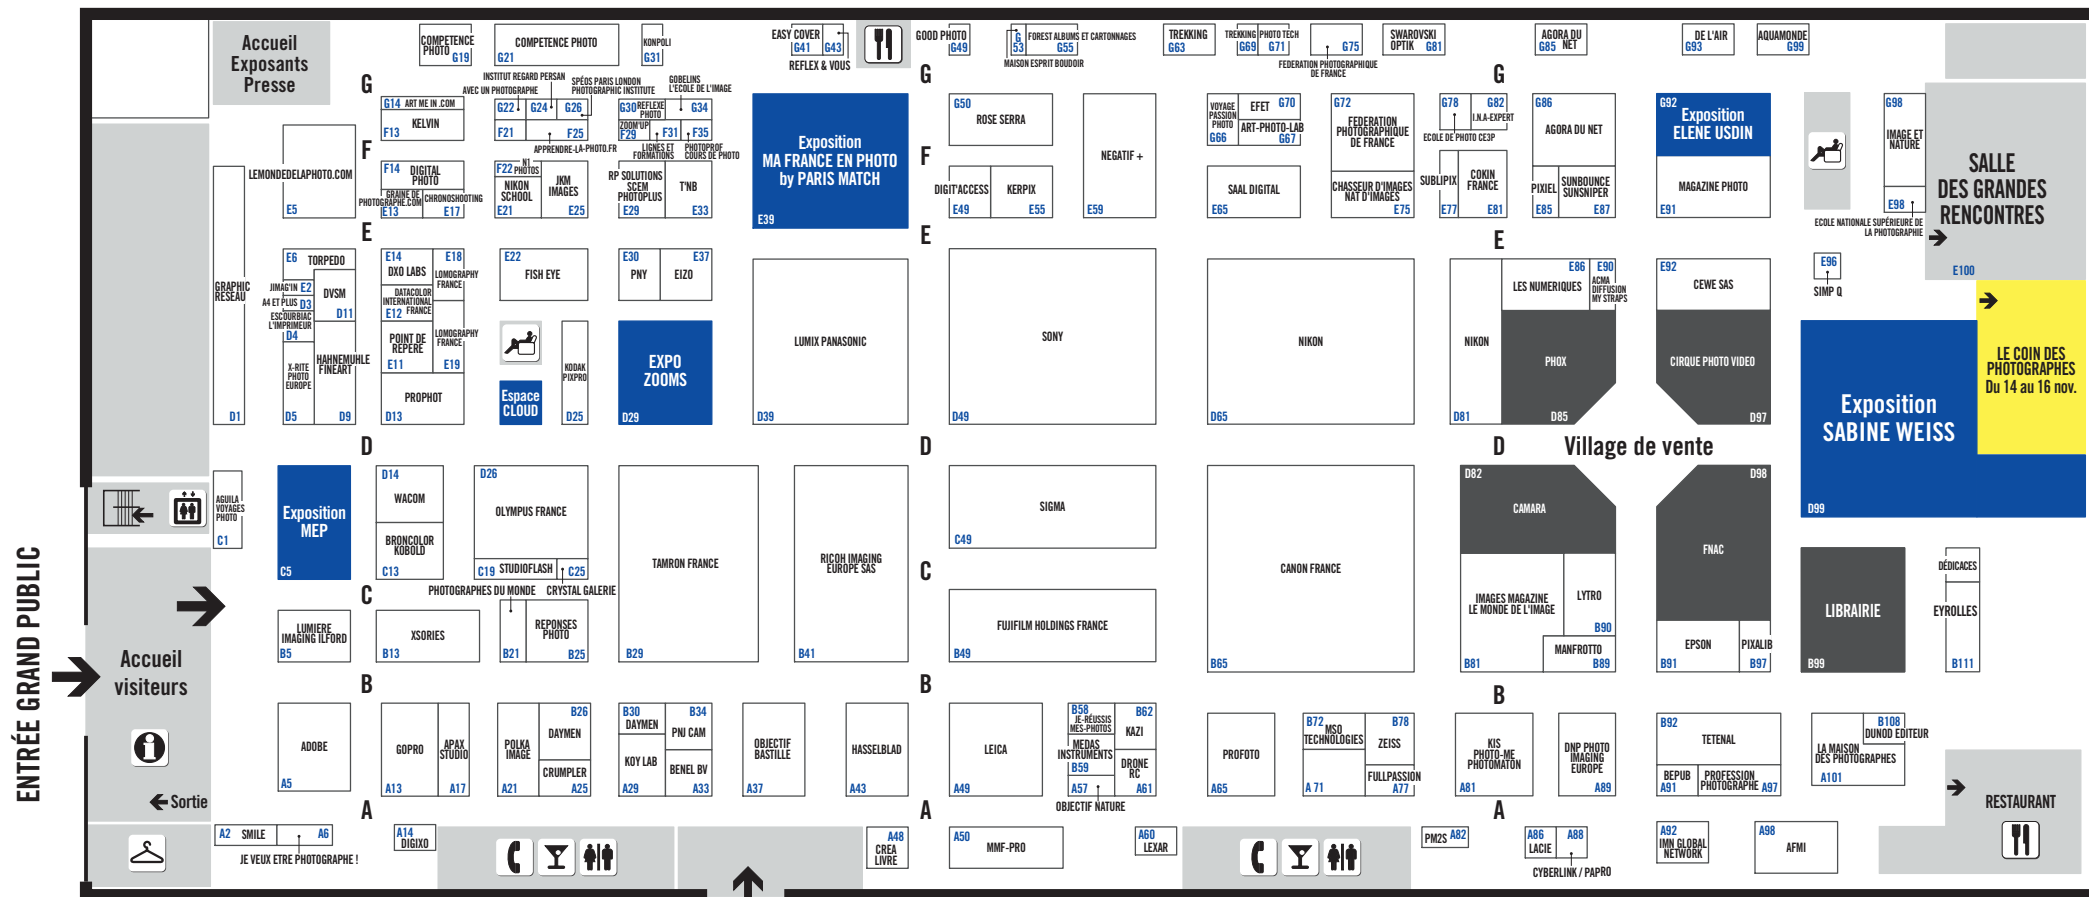 Accueil
Exposants
Presse
COMPETENCE
PHOTO
G19
COMPETENCE PHOTO
G21
KONPOLI
G31
EASY COVER
G41
G43
REFLEX & VOUS
GOOD PHOTO
G49
G
53
FOREST ALBUMS ET CARTONNAGES
G55
MAISON ESPRIT BOUDOIR
TREKKING
G63
TREKKING
G69
PHOTO TECH
G71
G75
FEDERATION PHOTOGRAPHIQUE
DE FRANCE
SWAROVSKI
OPTIK G81
AGORA DU
G85 NET
DE L'AIR
G93
AQUAMONDE
G99
G
G
G
G14 ART ME IN .COM
KELVIN
F13
INSTITUT REGARD PERSAN
AVEC UN PHOTOGRAPHE
SPÉOS PARIS LONDON
PHOTOGRAPHIC INSTITUTE
GOBELINS
L'ECOLE DE L'IMAGE
G22
G24
G26
F21
F25
APPRENDRE-LA-PHOTO.FR
G30 REFLEXE
PHOTO
G34
ZOOM'UP
F29
F31
F35
LIGNES ET
FORMATIONS
PHOTOPROF
COURS DE PHOTO
Exposition
MA FRANCE EN PHOTO
by PARIS MATCH
E39
G50
ROSE SERRA
NEGATIF +
E59
VOYAGE
PASSION
PHOTO
G66
EFET G70
ART-PHOTO-LAB
G67
G72
FEDERATION
PHOTOGRAPHIQUE
DE FRANCE
G78
G82
I.N.A-EXPERT
ECOLE DE PHOTO CE3P
G86
AGORA DU NET
G92
Exposition
ELENE USDIN
G98
IMAGE ET
NATURE
E98
ECOLE NATIONALE SUPÉRIEURE DE
LA PHOTOGRAPHIE
SALLE
DES GRANDES
RENCONTRES
E100
F
F
LEMONDEDELAPHOTO.COM
E5
F14 DIGITAL
PHOTO
GRAINE DE
PHOTOGRAPHE.COM
E13
CHRONOSHOOTING
E17
F22 N1
PHOTOS
NIKON
SCHOOL
E21
JKM
IMAGES
E25
RP SOLUTIONS
SCEM
PHOTOPLUS
E29
T'NB
E33
DIGIT'ACCESS
E49
KERPIX
E55
SAAL DIGITAL
E65
CHASSEUR D'IMAGES
NAT D'IMAGES
E75
SUBLIPIX
E77
COKIN
FRANCE
E81
PIXIEL
E85
SUNBOUNCE
SUNSNIPER
E87
MAGAZINE PHOTO
E91
E
E
E
GRAPHIC
RESEAU
D1
E6 TORPEDO
JIMAG'IN E2
A4 ET PLUS D3
ESCOURBIAC
L'IMPRIMEUR
D4
DVSM
D11
X-RITE
PHOTO
EUROPE
D5
HAHNEMUHLE
FINEART
D9
E14
DXO LABS
E18
LOMOGRAPHY
FRANCE
DATACOLOR
INTERNATIONAL
FRANCE
E12
POINT DE
REPERE
E11
LOMOGRAPHY
FRANCE
E19
PROPHOT
D13
E22
FISH EYE
Espace
CLOUD
KODAK
PIXPRO
D25
E30
PNY
E37
EIZO
EXPO
ZOOMS
D29
LUMIX PANASONIC
D39
SONY
D49
NIKON
D65
NIKON
D81
E86
LES NUMERIQUES
E90
ACMA
DIFFUSION
MY STRAPS
PHOX
D85
E92
CEWE SAS
CIRQUE PHOTO VIDEO
D97
E96
SIMP Q
Exposition
SABINE WEISS
D99
LE COIN DES
PHOTOGRAPHES
Du 14 au 16 nov.
D
D
D
Village de vente
AGUILA
VOYAGES
PHOTO
C1
Exposition
MEP
C5
D14
WACOM
BRONCOLOR
KOBOLD
C13
D26
OLYMPUS FRANCE
C19 STUDIOFLASH
C25
PHOTOGRAPHES DU MONDE
CRYSTAL GALERIE
TAMRON FRANCE
B29
RICOH IMAGING
EUROPE SAS
B41
SIGMA
C49
CANON FRANCE
B65
D82
CAMARA
IMAGES MAGAZINE
LE MONDE DE L'IMAGE
B81
LYTRO
B90
MANFROTTO
B89
D98
FNAC
EPSON
B91
PIXALIB
B97
LIBRAIRIE
B99
DÉDICACES
EYROLLES
B111
C
C
ENTRÉE GRAND PUBLIC
Accueil
visiteurs
Sortie
LUMIERE
IMAGING ILFORD
B5
XSORIES
B13
B21
REPONSES
PHOTO
B25
FUJIFILM HOLDINGS FRANCE
B49
B
B
B
ADOBE
A5
GOPRO
A13
APAX
STUDIO
A17
POLKA
IMAGE
A21
B26
DAYMEN
CRUMPLER
A25
B30
DAYMEN
KOY LAB
A29
B34
PNJ CAM
BENEL BV
A33
OBJECTIF
BASTILLE
A37
HASSELBLAD
A43
LEICA
A49
B58
JE-REUSSIS
MES-PHOTOS
MEDAS
INSTRUMENTS
B59
A57
OBJECTIF NATURE
B62
KAZI
DRONE
RC
A61
PROFOTO
A65
B72
MSO
TECHNOLOGIES
A 71
B78
ZEISS
FULLPASSION
A77
KIS
PHOTO-ME
PHOTOMATON
A81
DNP PHOTO
IMAGING
EUROPE
A89
B92
TETENAL
BEPUB
A91
PROFESSION
PHOTOGRAPHE A97
B108
DUNOD EDITEUR
LA MAISON
DES PHOTOGRAPHES
A101
RESTAURANT
A
A
A
A2 SMILE
A6
JE VEUX ETRE PHOTOGRAPHE !
A14
DIGIXO
A48
CREA
LIVRE
A50
MMF-PRO
A60
LEXAR
PM2S A82
A86
LACIE
A88
CYBERLINK / PAPRO
A92
IMN GLOBAL
NETWORK
A98
AFMI